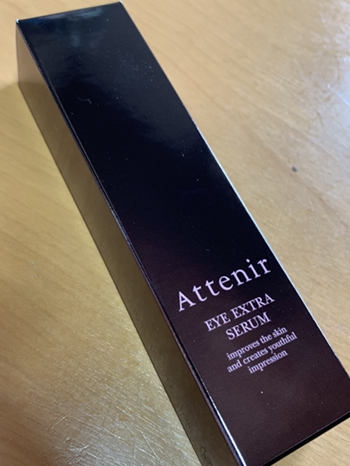 Attenir
EYE EXTRA
SERUM
improves the skin
and creates youthful
impression